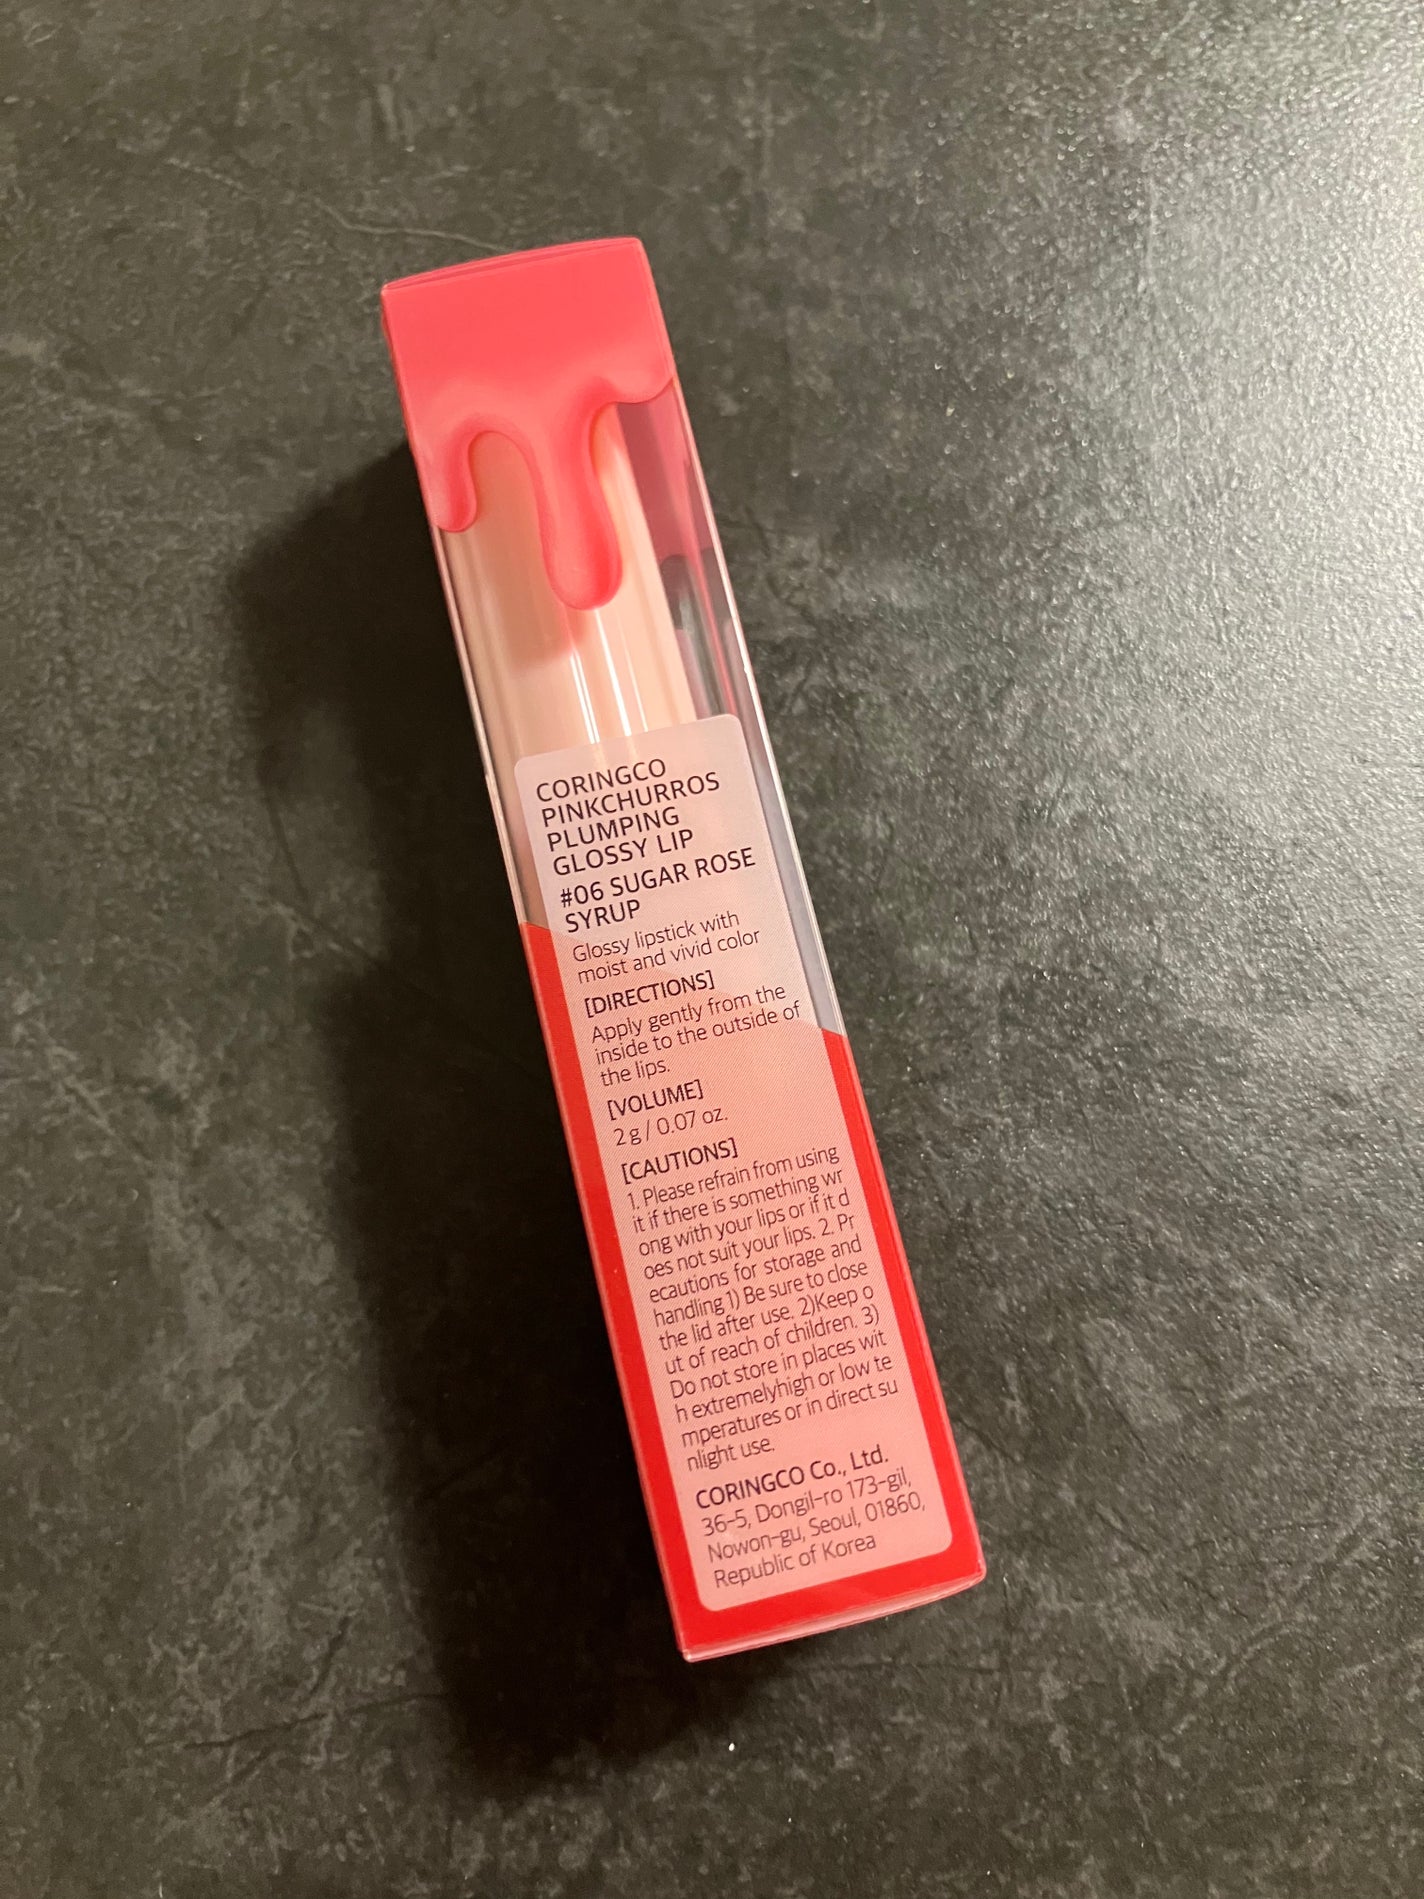 CORINGCO
PINKCHURROS
PLUMPING
GLOSSY LIP
#06 SUGAR ROSE
SYRUP
Glossy lipstick with
moist and vivid color
[DIRECTIONS]
Apply gently from the
inside to the outside of
the lips.
[VOLUME]
2 g / 0.07 oz.
[CAUTIONS]
1. Please refrain from using
it if there is something wr
ong with your lips or if it d
oes not suit your lips. 2. Pr
ecautions for storage and
handling 1) Be sure to close
the lid after use. 2)Keep o
ut of reach of children. 3)
Do not store in places wit
h extremelyhigh or low te
mperatures or in direct su
nlight use.
CORINGCO Co., Ltd.
36-5, Dongil-ro 173-gil,
Nowon-gu, Seoul, 01860,
Republic of Korea